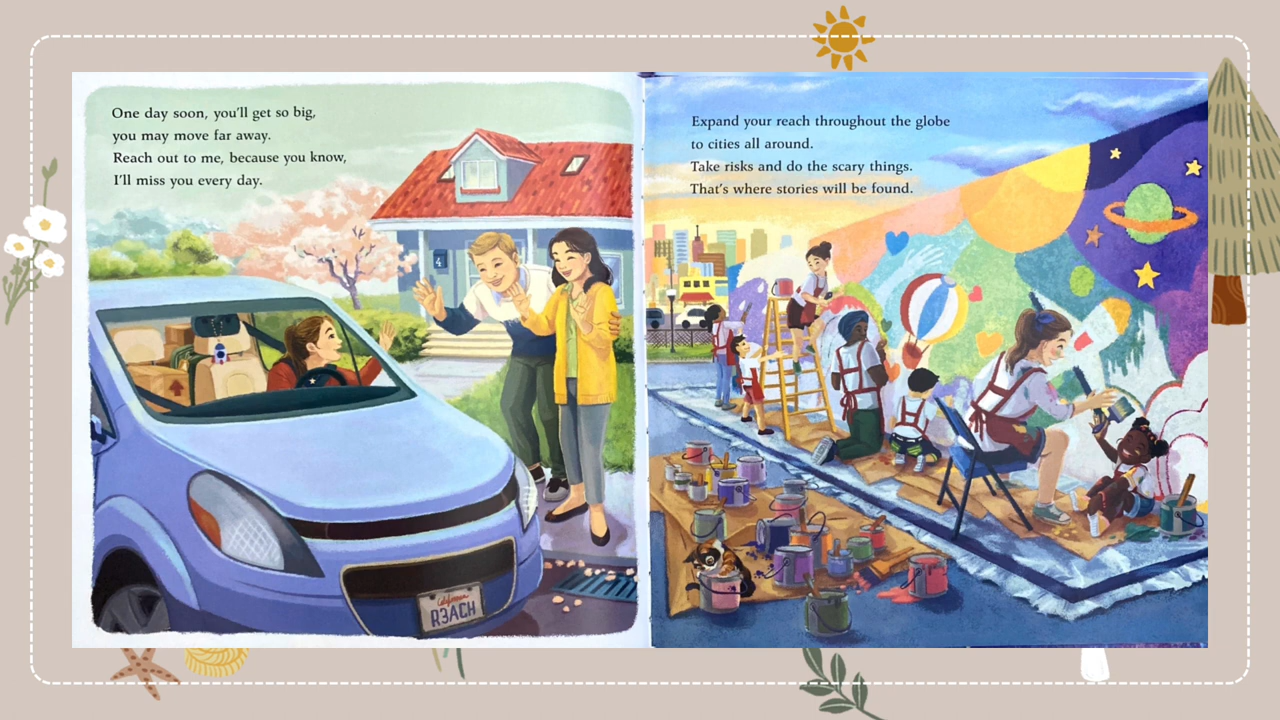 One day soon, you'll get so big,
you may move far away.
Reach out to me, because you know,
I'll miss you every day.
4
California
R3ACH
Expand your reach throughout the globe
to cities all around.
Take risks and do the scary things.
That's where stories will be found.